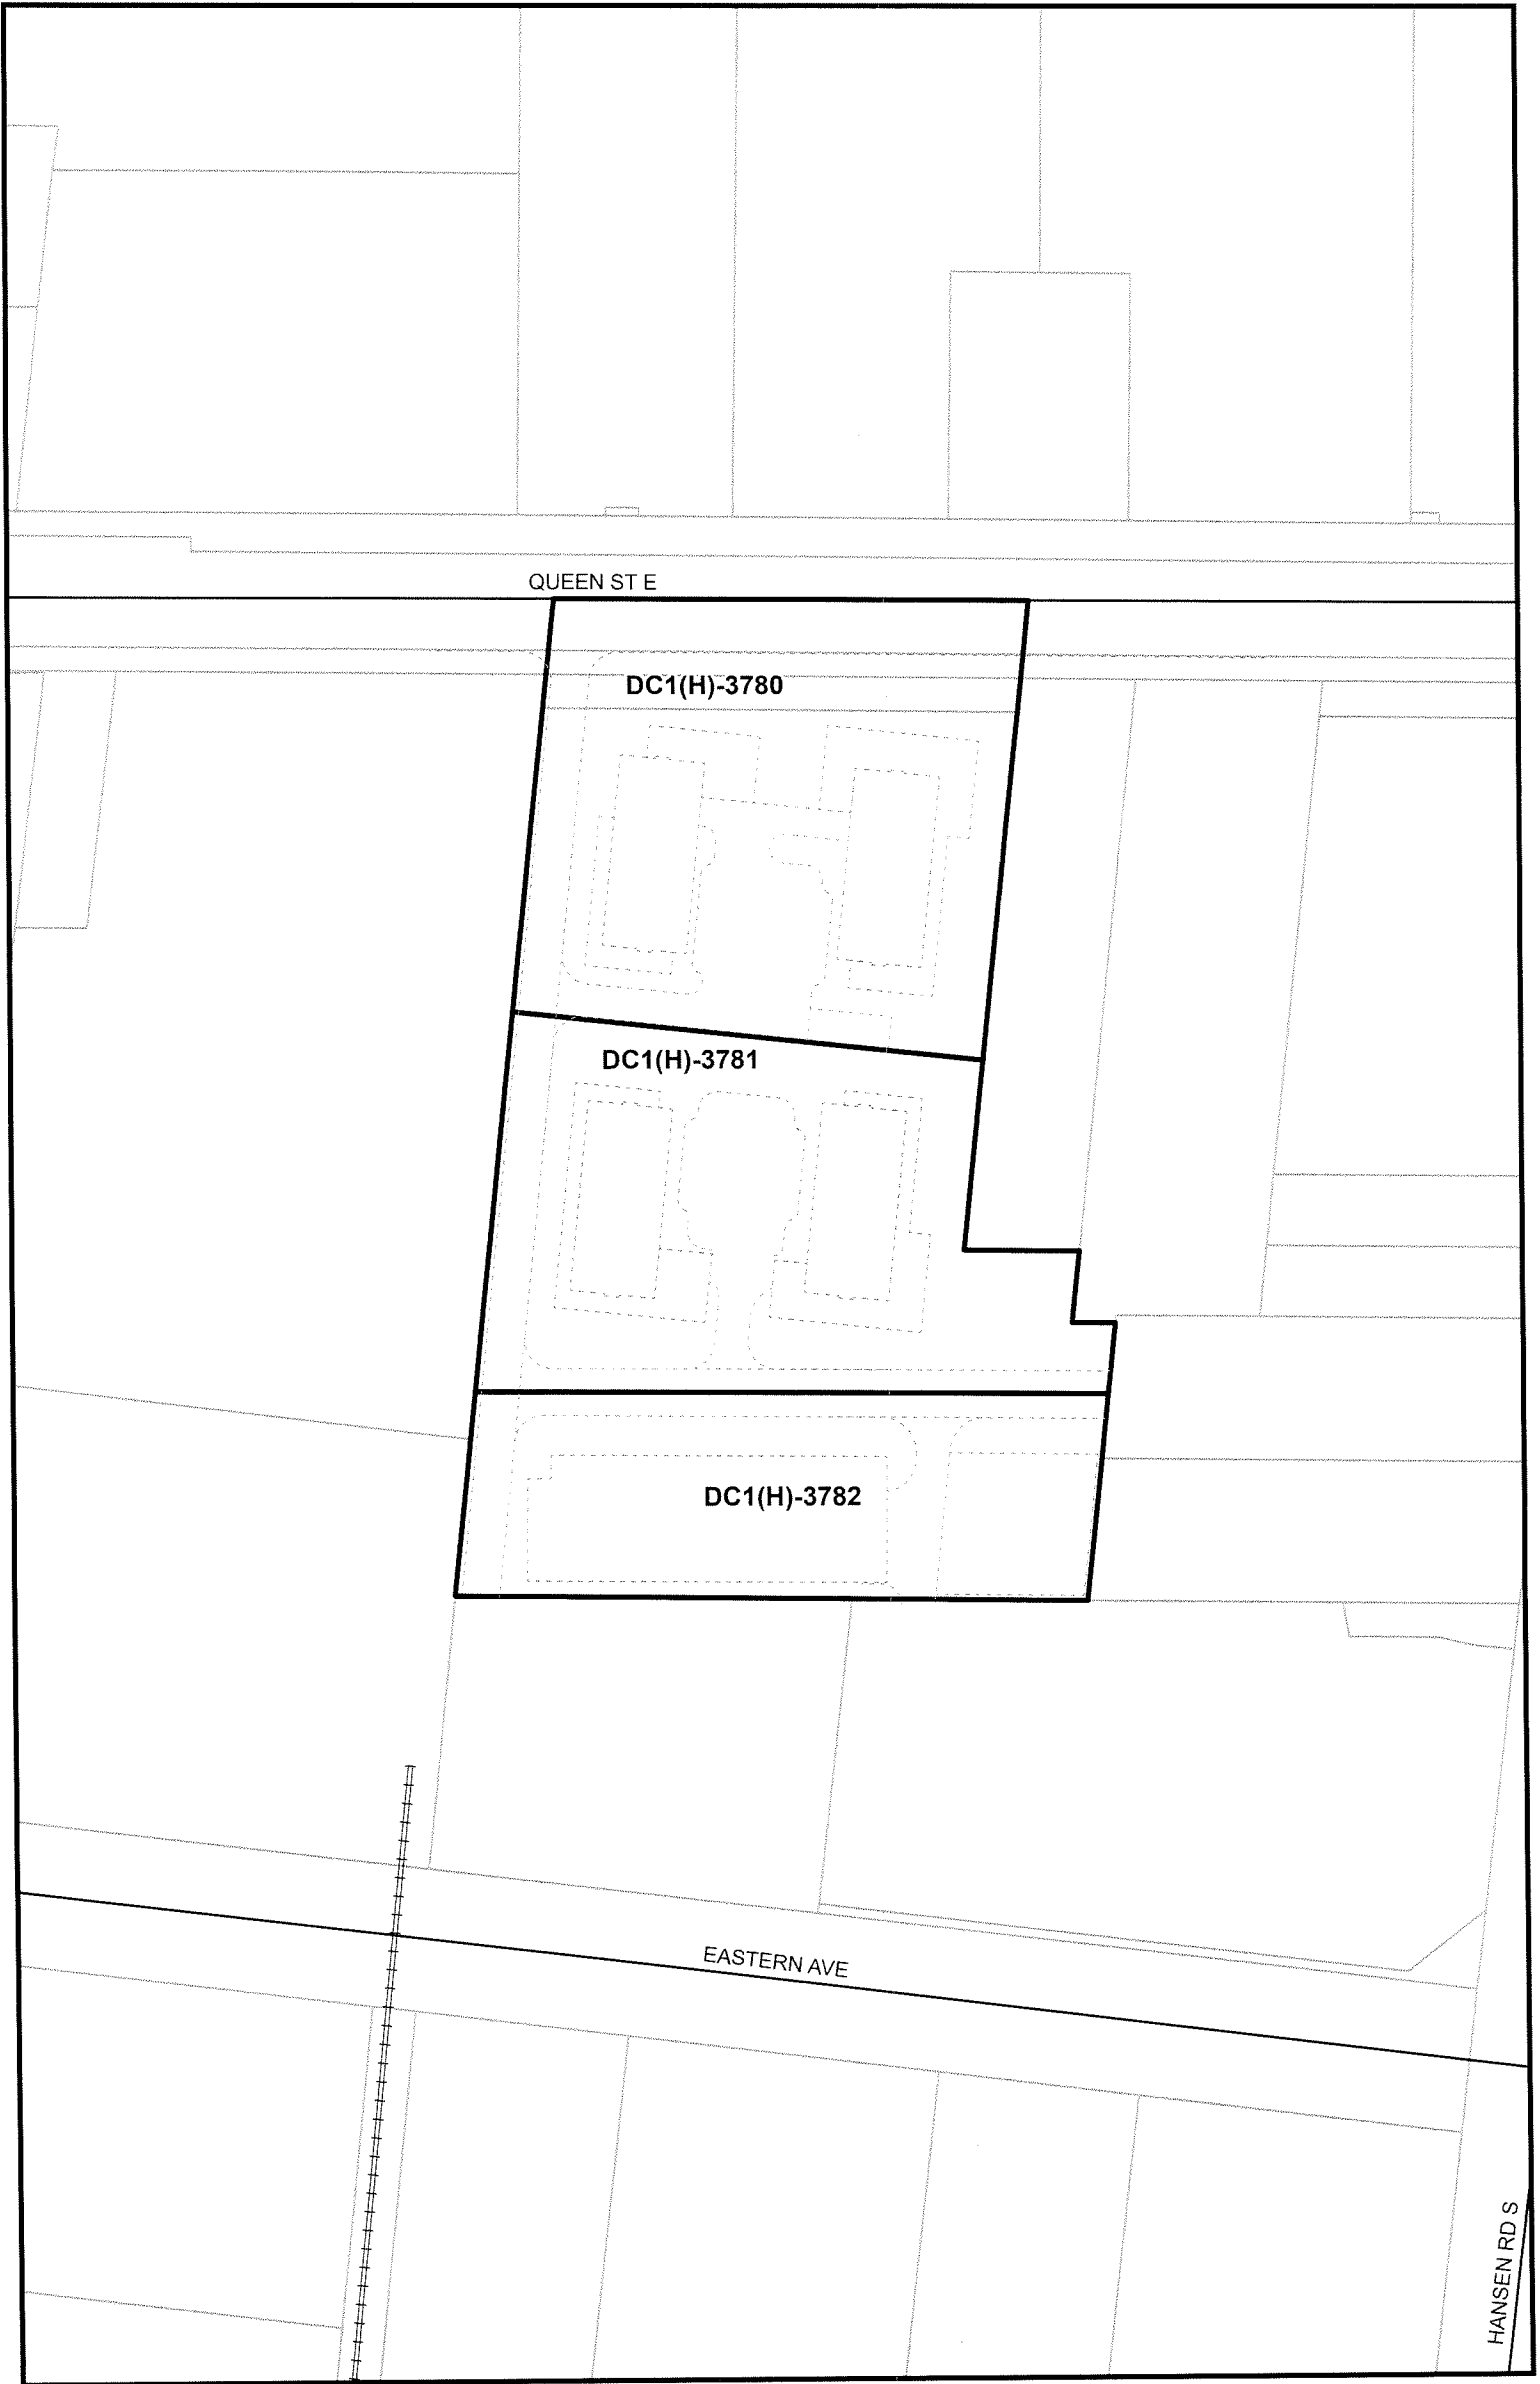 QUEEN ST E
DC1(H)-3780
DC1(H)-3781
DC1(H)-3782
EASTERN AVE
HANSEN RD S